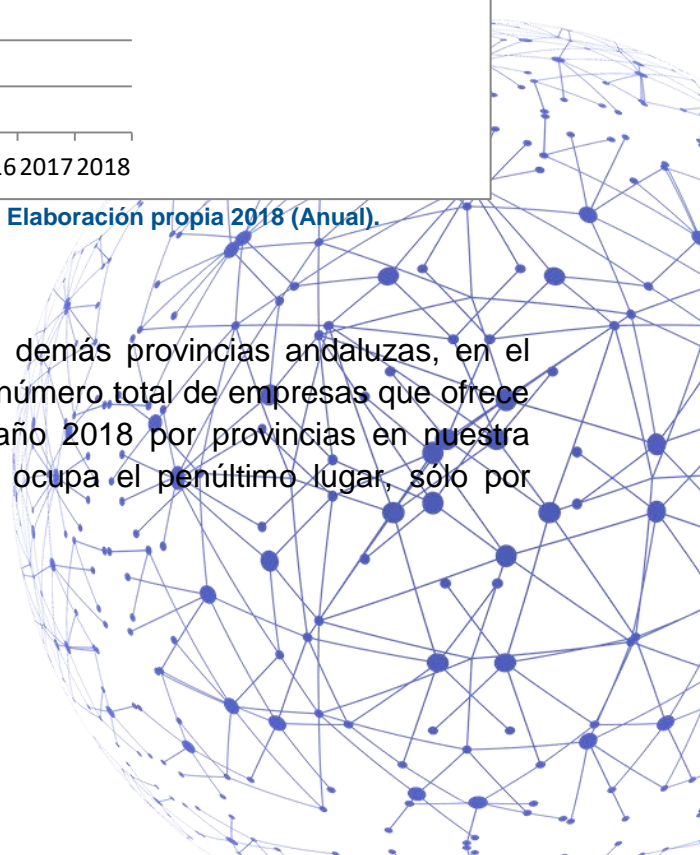 6 2017 2018
Elaboración propia 2018 (Anual).
demás provincias andaluzas, en el
número total de empresas que ofrece
año 2018 por provincias en nuestra
ocupa el penúltimo lugar, sólo por